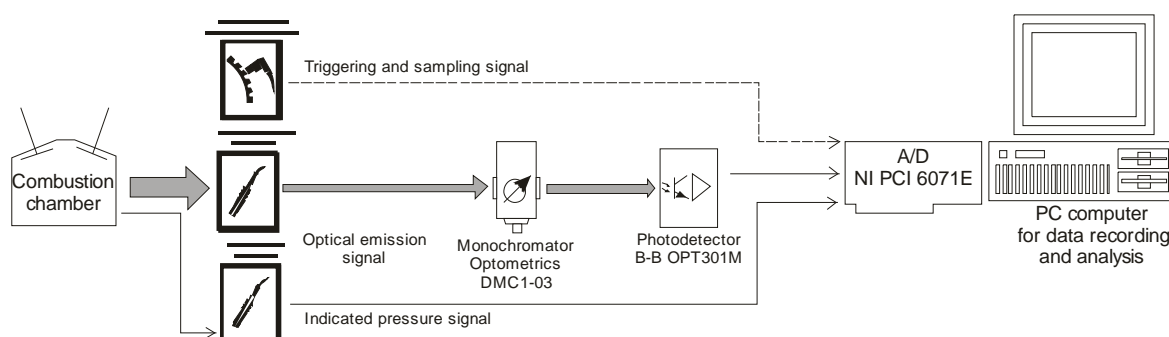 Triggering and sampling signal
Combustion
chamber
A/D
NI PCI 6071E
Optical emission
signal
Monochromator
Optometrics
DMC1-03
Photodetector
B-B OPT301M
PC computer
for data recording
and analysis
Indicated pressure signal